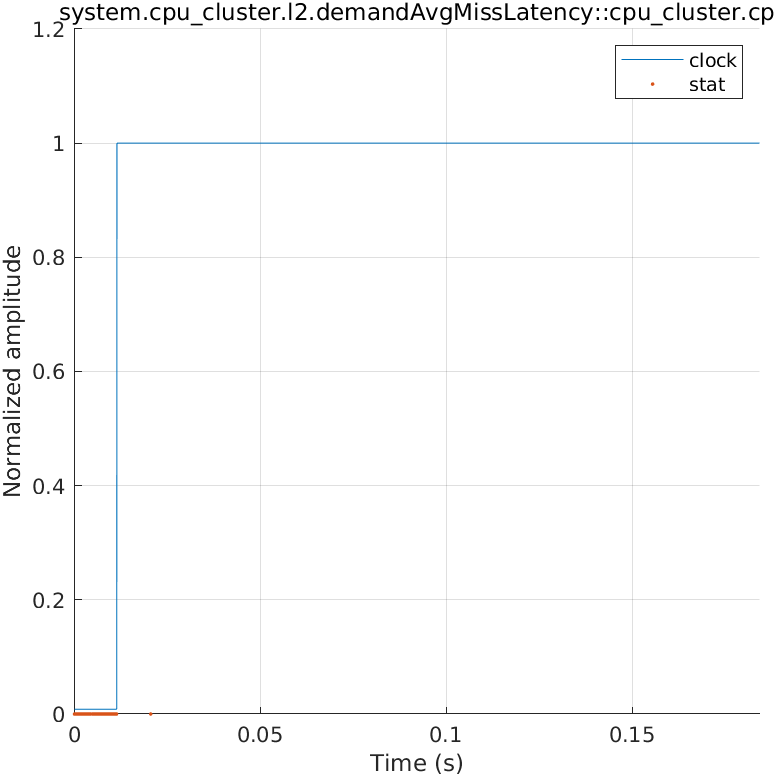 system.cpu_cluster.l2.demandAvgMissLatency::cpu_cluster.cp
1.2
clock
stat
1
0.8
0.6
0.4
0.2
0
Normalized amplitude
0
0.05
0.1
0.15
Time (s)